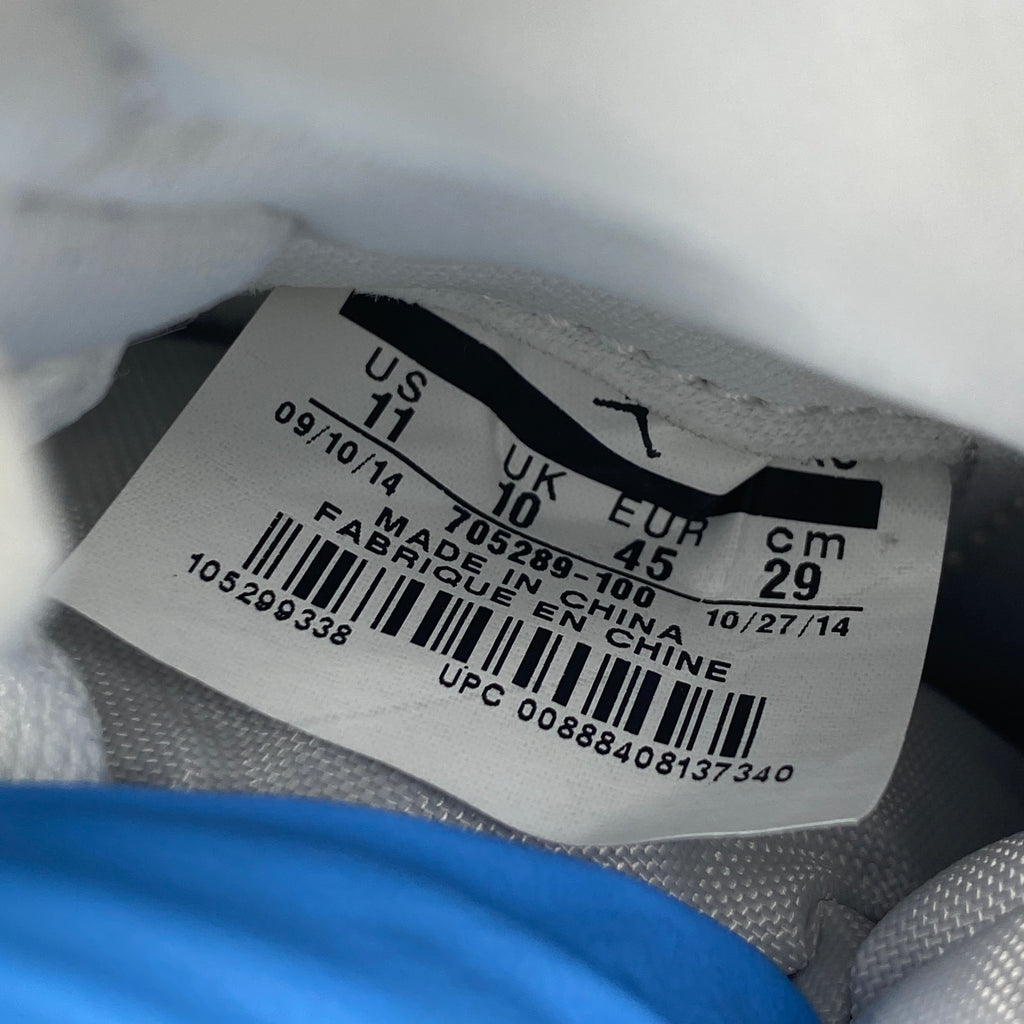 US UK EUR cm
11 10 45 29
09/10/14 705289-100 10/27/14
MADE IN CHINA
FABRIQUE EN CHINE
105299338
UPC 00888408137340